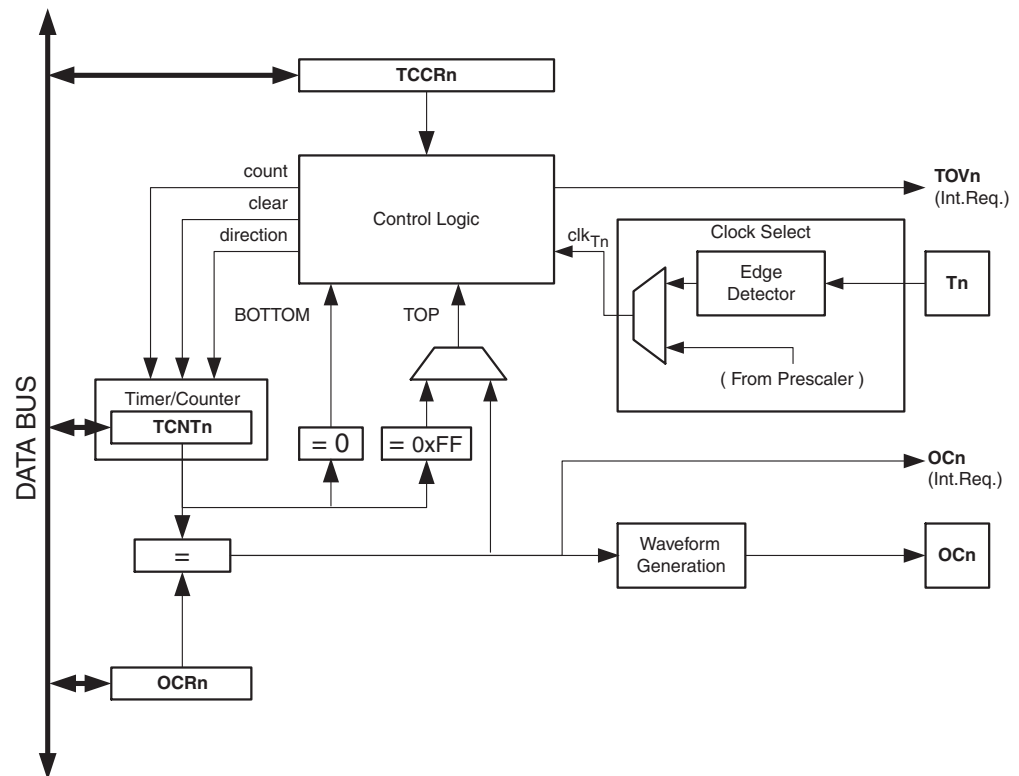 TCCRn
count
clear
direction
Control Logic
TOVn
(Int.Req.)
clkTn
Clock Select
Edge
Detector
Tn
( From Prescaler )
BOTTOM
TOP
DATA BUS
Timer/Counter
TCNTn
= 0
= 0xFF
OCn
(Int.Req.)
=
Waveform
Generation
OCn
OCRn